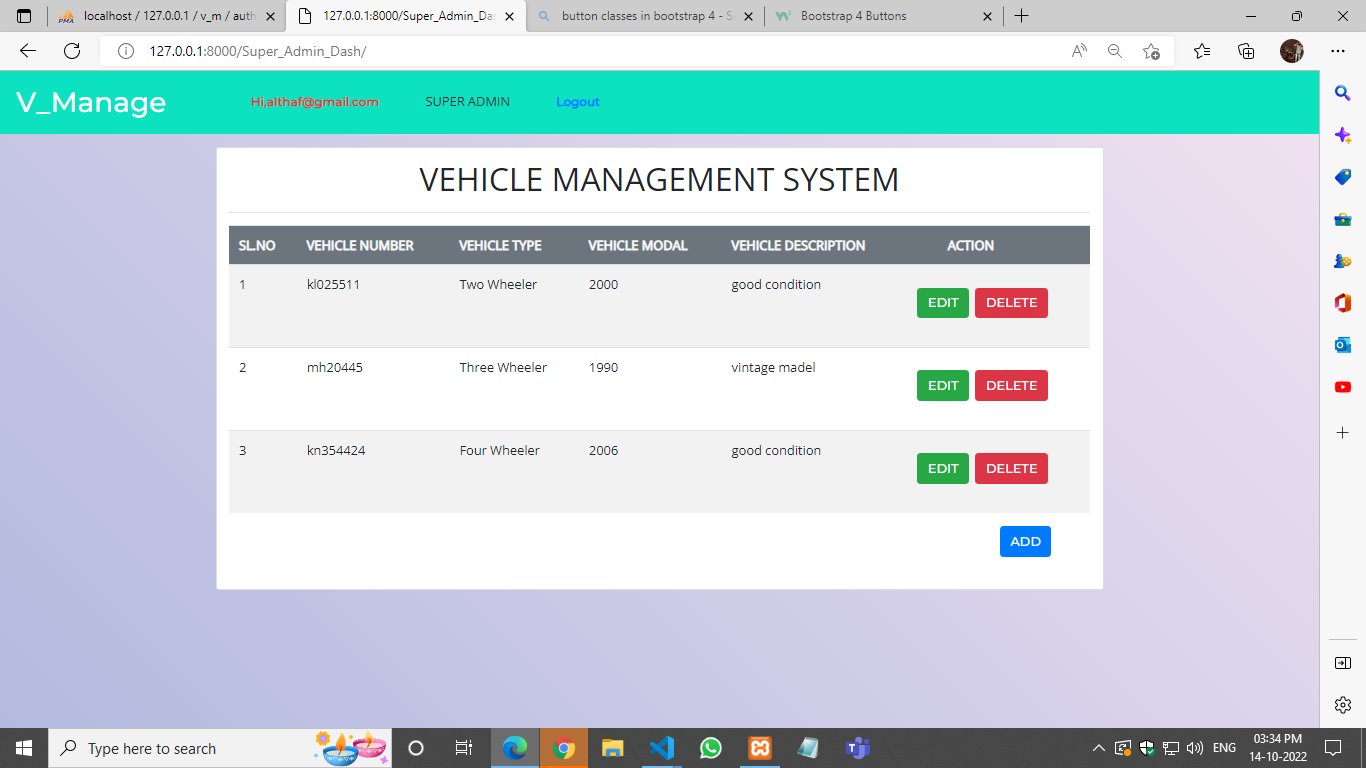 localhost / 127.0.0.1 / v_m / auth
127.0.0.1:8000/Super_Admin_Das
button classes in bootstrap 4 - Se
Bootstrap 4 Buttons
127.0.0.1:8000/Super_Admin_Dash/
V_Manage
Hi,althaf@gmail.com
SUPER ADMIN
Logout
VEHICLE MANAGEMENT SYSTEM
SL.NO VEHICLE NUMBER VEHICLE TYPE VEHICLE MODAL VEHICLE DESCRIPTION ACTION
1 kl025511 Two Wheeler 2000 good condition EDIT DELETE
2 mh20445 Three Wheeler 1990 vintage madel EDIT DELETE
3 kn354424 Four Wheeler 2006 good condition EDIT DELETE
ADD
Type here to search
ENG
03:34 PM
14-10-2022